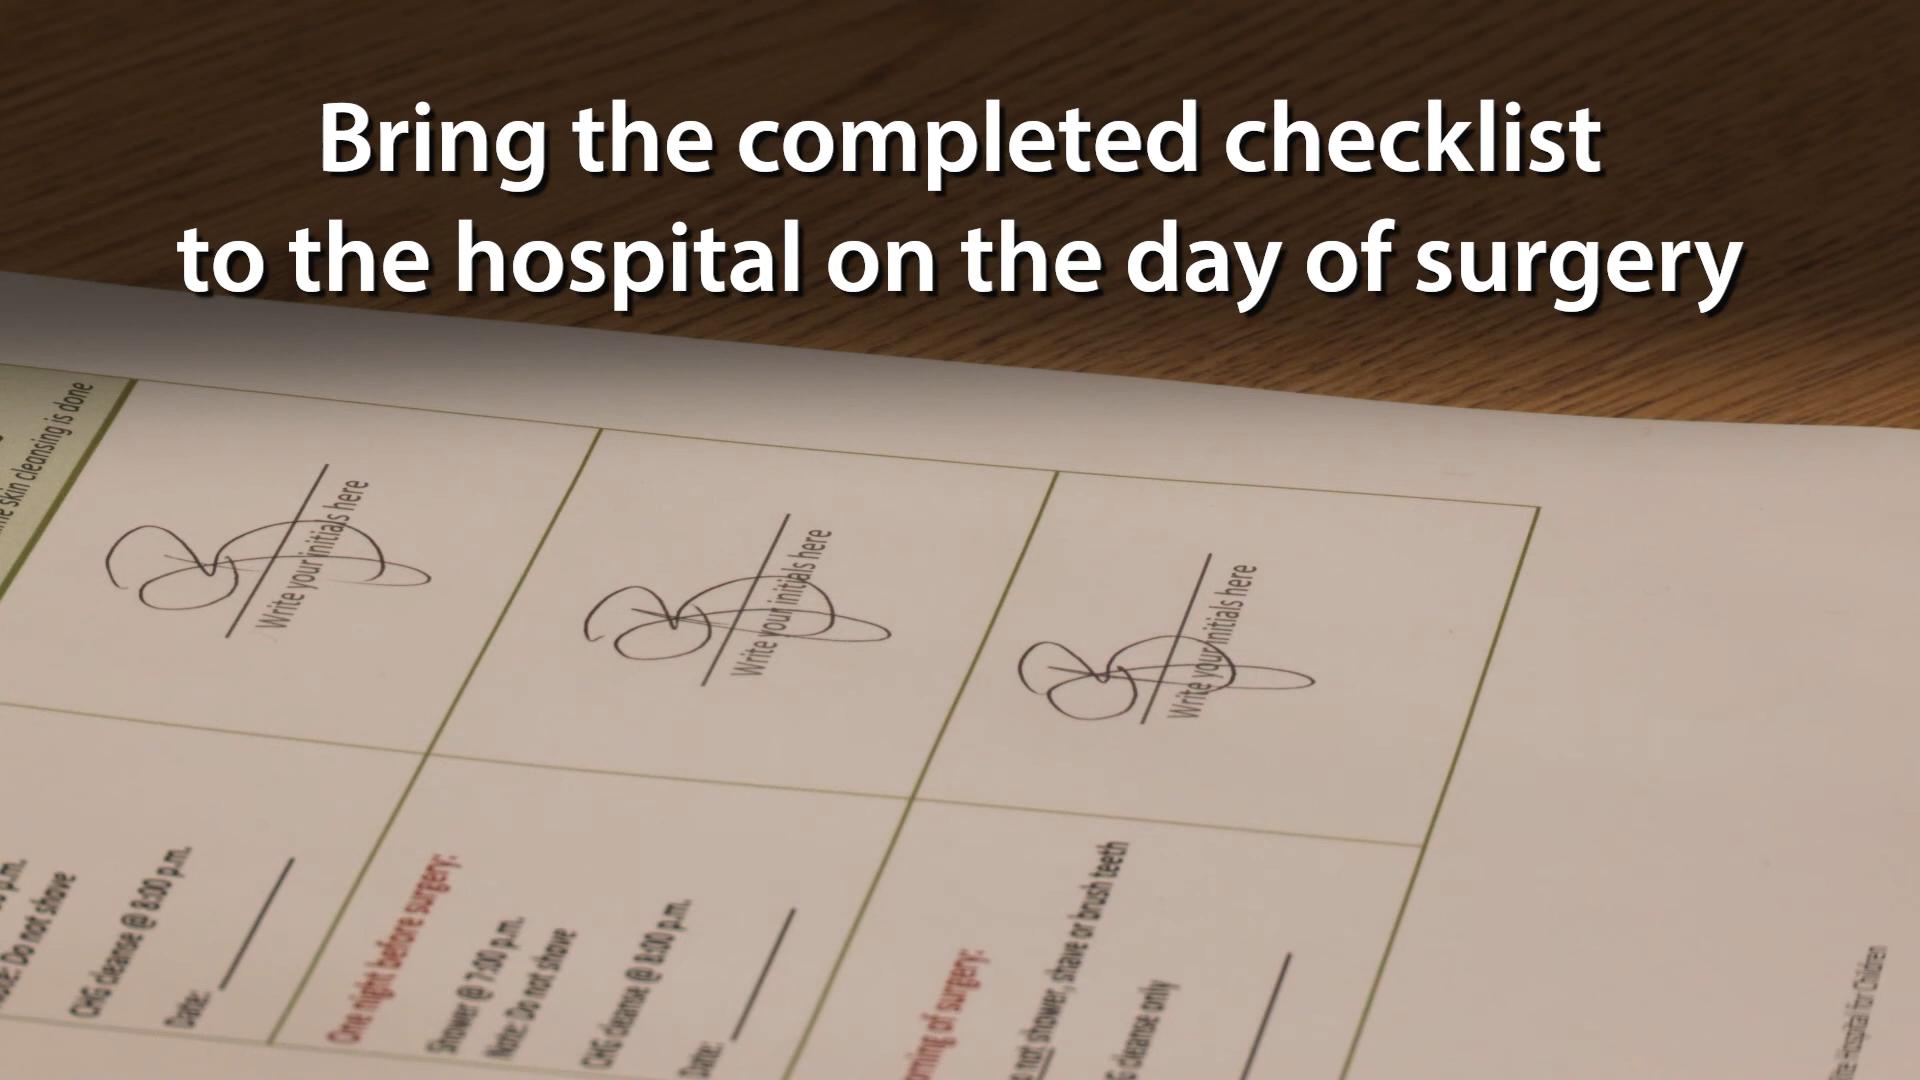 Bring the completed checklist
to the hospital on the day of surgery
skin cleansing is done
Write your initials here
Write your initials here
Write your initials here
p.m.
Do not shave
CHG cleanse @ 8:00 p.m.
Date:
One night before surgery:
Shower @ 7:00 p.m.
Note: Do not shave
CHG cleanse @ 8:00 p.m.
Date:
of surgery:
not shower, shave or brush teeth
cleanse only
Hospital for Children